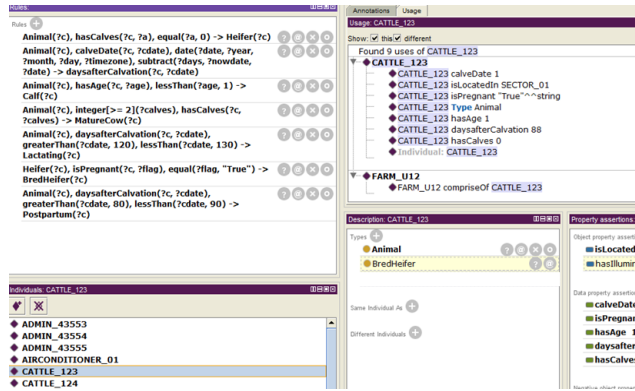 Rules:
Rules
Animal(?c), hasCalves(?c, ?a), equal(?a, 0) -> Heifer(?c)
Animal(?c), calveDate(?c, ?cdate), date(?date, ?year,
?month, ?day, ?timezone), subtract(?days, ?nowdate,
?date) -> daysafterCalvation(?c, ?cdate)
Animal(?c), hasAge(?c, ?age), lessThan(?age, 1) ->
Calf(?c)
Animal(?c), integer[>= 2](?calves), hasCalves(?c,
?calves) -> MatureCow(?c)
Animal(?c), daysafterCalvation(?c, ?cdate),
greaterThan(?cdate, 120), lessThan(?cdate, 130) ->
Lactating(?c)
Heifer(?c), isPregnant(?c, ?flag), equal(?flag, "True") ->
BredHeifer(?c)
Animal(?c), daysafterCalvation(?c, ?cdate),
greaterThan(?cdate, 80), lessThan(?cdate, 90) ->
Postpartum(?c)
Individuals: CATTLE_123
ADMIN_43553
ADMIN_43554
ADMIN_43555
AIRCONDITIONER_01
CATTLE_123
CATTLE_124
Annotations Usage
Usage: CATTLE_123
Show: this different
Found 9 uses of CATTLE_123
CATTLE_123
CATTLE_123 calveDate 1
CATTLE_123 isLocatedIn SECTOR_01
CATTLE_123 isPregnant "True"^^string
CATTLE_123 Type Animal
CATTLE_123 hasAge 1
CATTLE_123 daysafterCalvation 88
CATTLE_123 hasCalves 0
Individual: CATTLE_123
FARM_U12
FARM_U12 compriseOf CATTLE_123
Description: CATTLE_123
Types
Animal
BredHeifer
Same Individual As
Different Individuals
Property assertions:
Object property asserti
isLocated
hasIllumin
Data property assertio
calveDate
isPregnan
hasAge 1
daysafter
hasCalves
Negative object propert